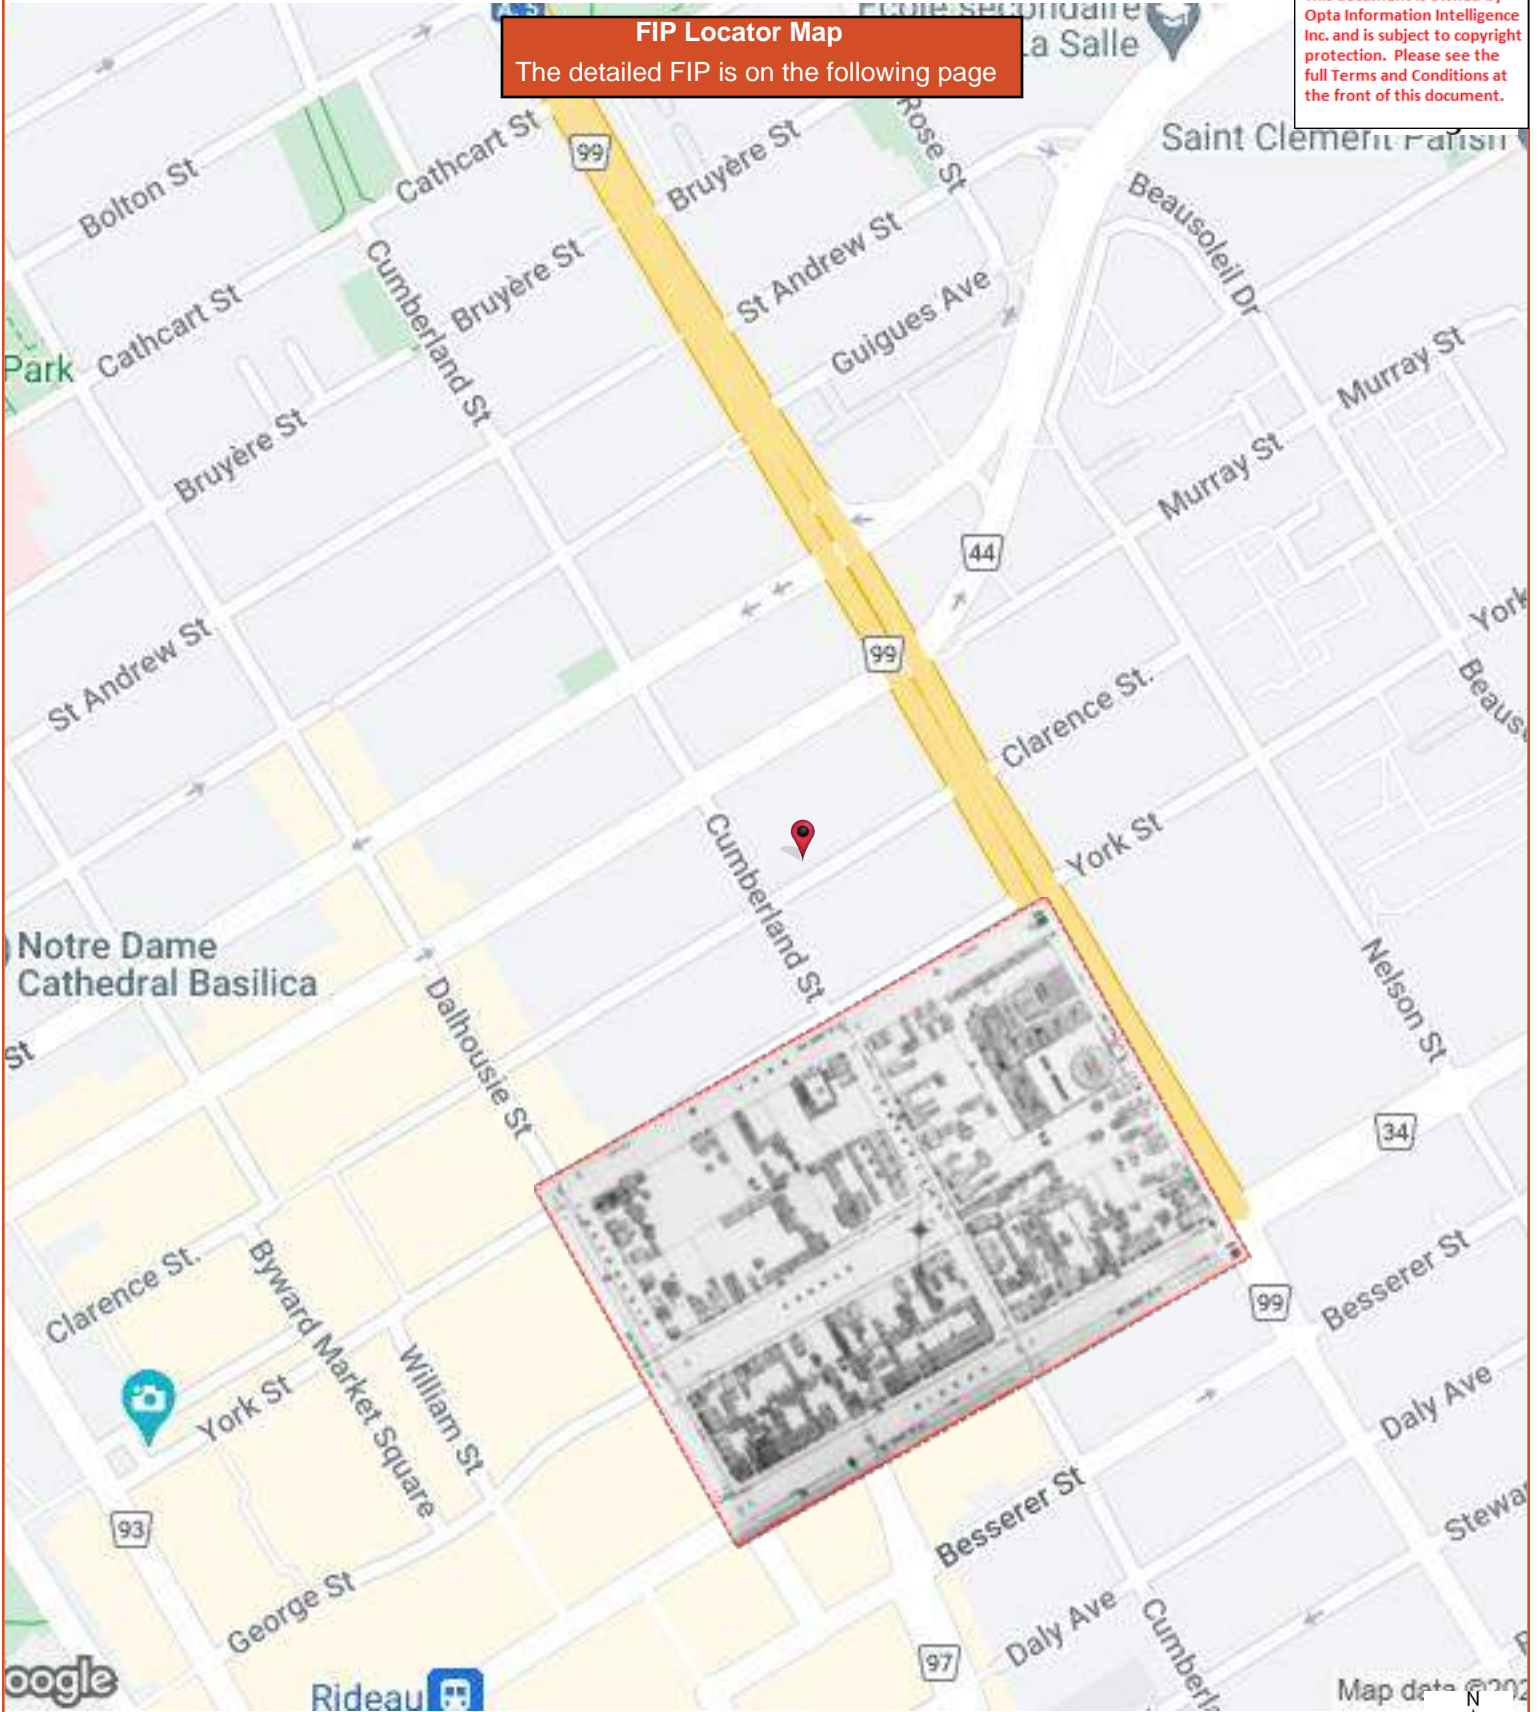 FIP Locator Map
The detailed FIP is on the following page
Opta Information Intelligence
Inc. and is subject to copyright
protection. Please see the
full Terms and Conditions at
the front of this document.
La Salle
Saint Clement Parish
Rose St
Cathcart St
99
Bruyère St
Bolton St
Beausoleil Dr
St Andrew St
Cumberland St
Bruyère St
Guigues Ave
Cathcart St
Park
Murray St
Bruyère St
Murray St
44
York
St Andrew St
99
Clarence St.
Cumberland St
York St
Notre Dame
Cathedral Basilica
Nelson St
Dalhousie St
St
34
Clarence St.
Byward Market Square
Besserer St
99
William St
York St
Daly Ave
Besserer St
93
George St
Daly Ave
97
Rideau
Map data
N